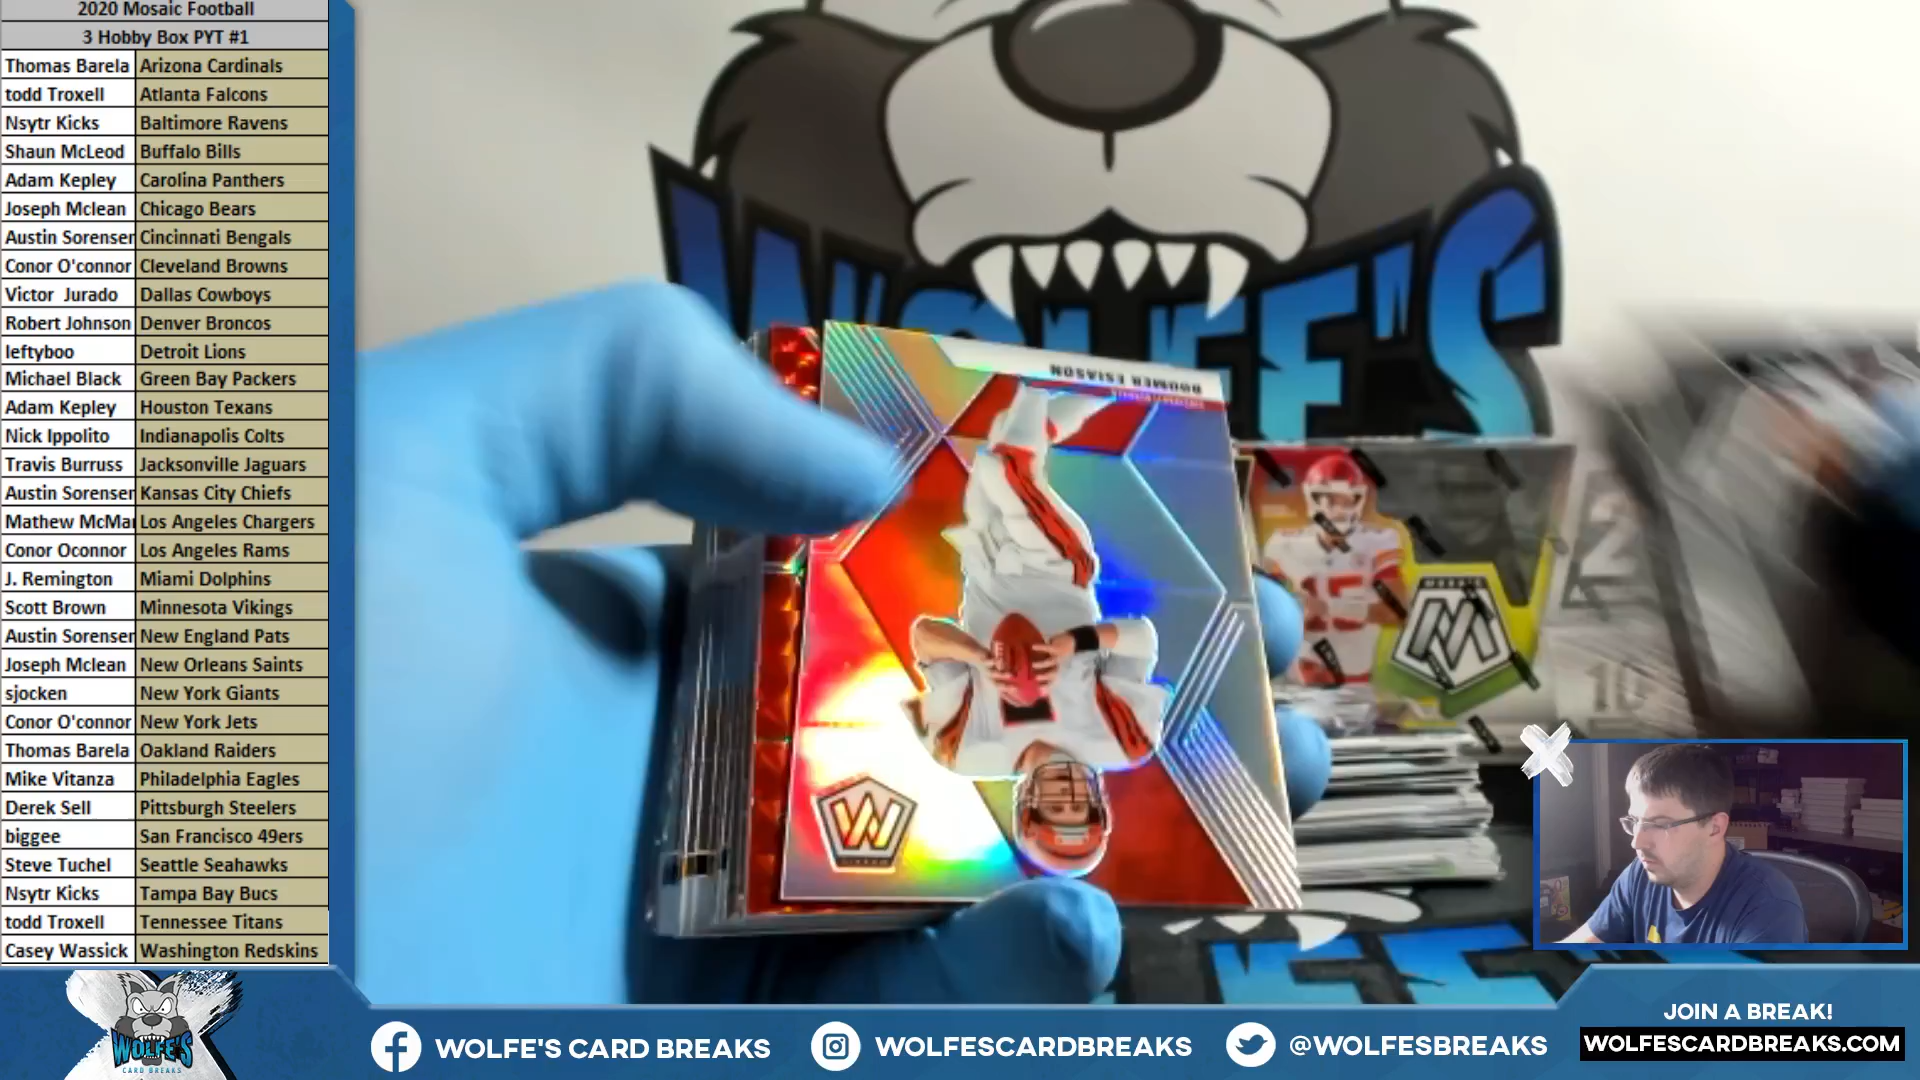 2020 Mosaic Football
3 Hobby Box PYT #1
Thomas Barela Arizona Cardinals
todd Troxell Atlanta Falcons
Nsytr Kicks Baltimore Ravens
Shaun McLeod Buffalo Bills
Adam Kepley Carolina Panthers
Joseph Mclean Chicago Bears
Austin Sorensen Cincinnati Bengals
Conor O'connor Cleveland Browns
Victor Jurado Dallas Cowboys
Robert Johnson Denver Broncos
leftyboo Detroit Lions
Michael Black Green Bay Packers
Adam Kepley Houston Texans
Nick Ippolito Indianapolis Colts
Travis Burruss Jacksonville Jaguars
Austin Sorensen Kansas City Chiefs
Mathew McMa Los Angeles Chargers
Conor Oconnor Los Angeles Rams
J. Remington Miami Dolphins
Scott Brown Minnesota Vikings
Austin Sorensen New England Pats
Joseph Mclean New Orleans Saints
sjocken New York Giants
Conor O'connor New York Jets
Thomas Barela Oakland Raiders
Mike Vitanza Philadelphia Eagles
Derek Sell Pittsburgh Steelers
biggee San Francisco 49ers
Steve Tuchel Seattle Seahawks
Nsytr Kicks Tampa Bay Bucs
todd Troxell Tennessee Titans
Casey Wassick Washington Redskins
WOLFE'S
BOOMER ESIASON
15
WOLFE'S
CARD BREAKS
WOLFE'S CARD BREAKS
WOLFESCARDBREAKS
@WOLFESBREAKS
JOIN A BREAK!
WOLFESCARDBREAKS.COM